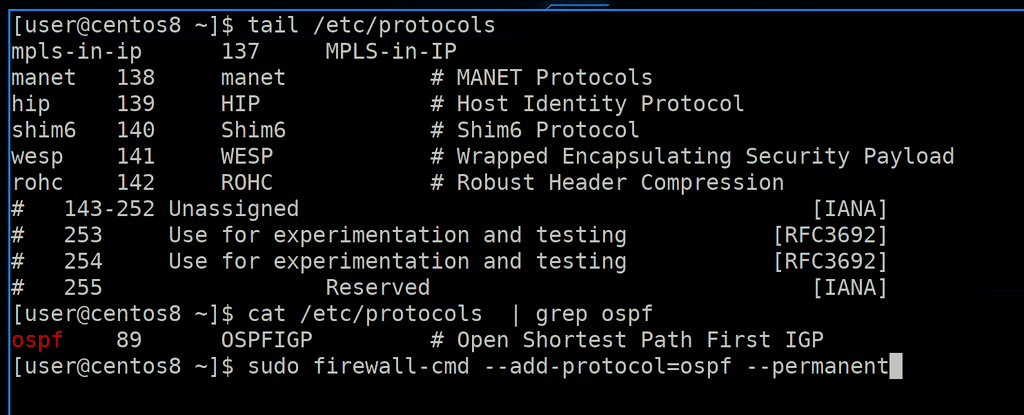 [user@centos8 ~]$ tail /etc/protocols
mpls-in-ip      137     MPLS-in-IP
manet   138     manet           # MANET Protocols
hip     139     HIP             # Host Identity Protocol
shim6   140     Shim6           # Shim6 Protocol
wesp    141     WESP            # Wrapped Encapsulating Security Payload
rohc    142     ROHC            # Robust Header Compression
#   143-252 Unassigned                                       [IANA]
#   253     Use for experimentation and testing           [RFC3692]
#   254     Use for experimentation and testing           [RFC3692]
#   255                 Reserved                             [IANA]
[user@centos8 ~]$ cat /etc/protocols  | grep ospf
ospf    89      OSPFIGP         # Open Shortest Path First IGP
[user@centos8 ~]$ sudo firewall-cmd --add-protocol=ospf --permanent